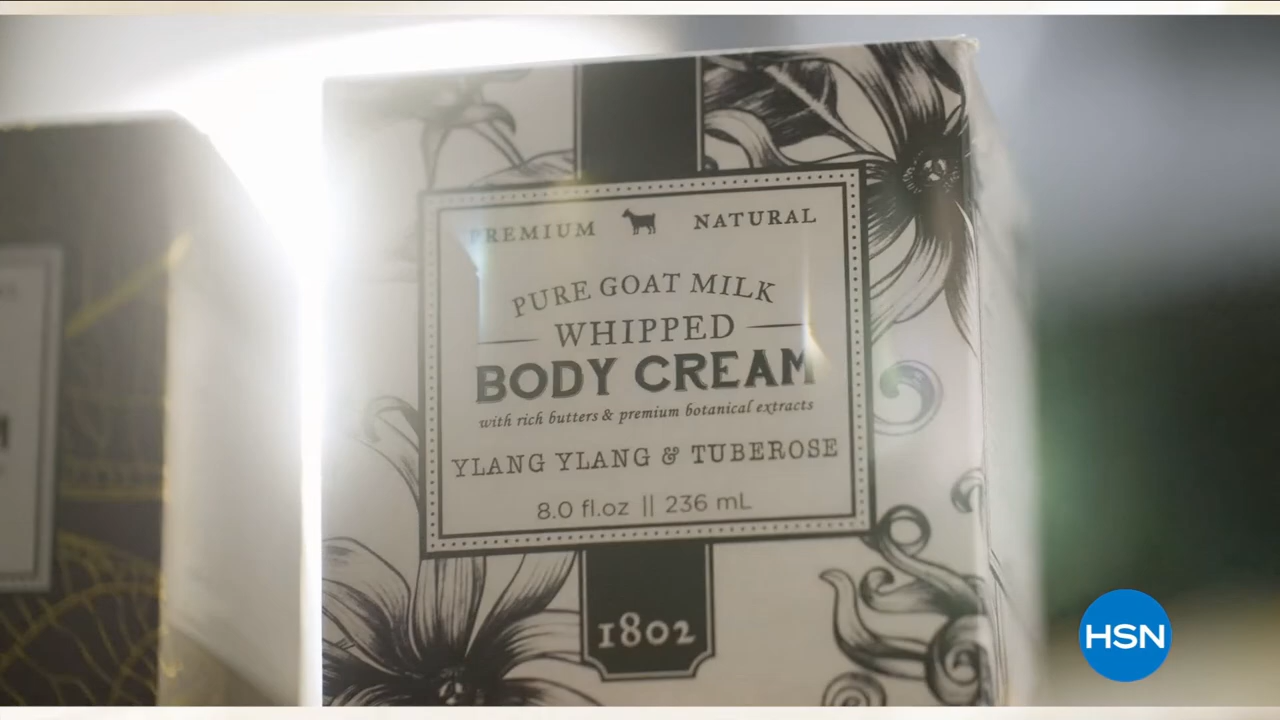 PREMIUM NATURAL
PURE GOAT MILK
WHIPPED
BODY CREAM
with rich butters & premium botanical extracts
YLANG YLANG & TUBEROSE
8.0 fl.oz || 236 mL
1802
HSN